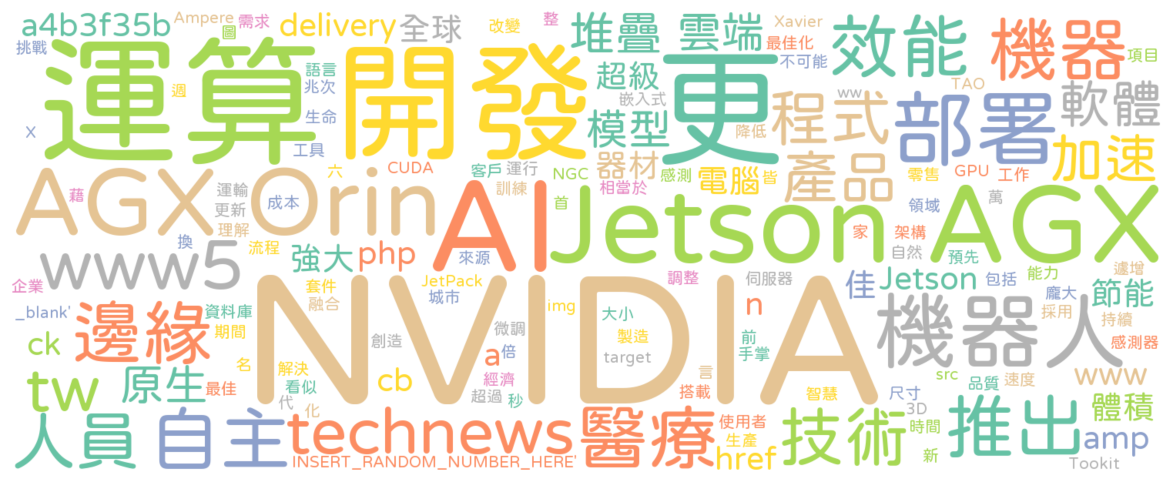 a4b3f35b Ampere 需求 圖 delivery 全球 改變 整 堆疊 雲端 Xavier 最佳化 不可能 效能 機器 項目
挑戰 運算 開發 更 語言 兆次 超級 嵌入式 ww TAO 軟體
週 x 生命 工具 模型 降低 程式 部署 加速
CUDA 六 客戶 運行 器材 NGC 感測 電腦 皆 產品 零售 GPU 工作
AGX Orin 藉 運輸 更新 理解 成本 訓練 首 相當於 AI Jetson AGX 領域 萬 家 架構 自然 預先
www5 換 流程 強大 php 來源 JetPack 調整 伺服器 佳 Jetson 包括 能力 遽增
企業 _blank' 邊緣 資料庫 期間 套件 融合 城市 NVIDIA img 微調 大小 n 機器人 龐大 採用 節能 持續
ck 名 創造 a 倍 製造 target 前 手掌 感測器
tw 原生 最佳 解決 看似 代 化 cb 經濟 超過 秒 言 搭載 智慧 尺寸 src 品質 速度 www
人員 自主 technews 醫療 使用者 生產 技術 3D 時間 新 推出 體積
INSERT_RANDOM_NUMBER_HERE' href amp Tookit